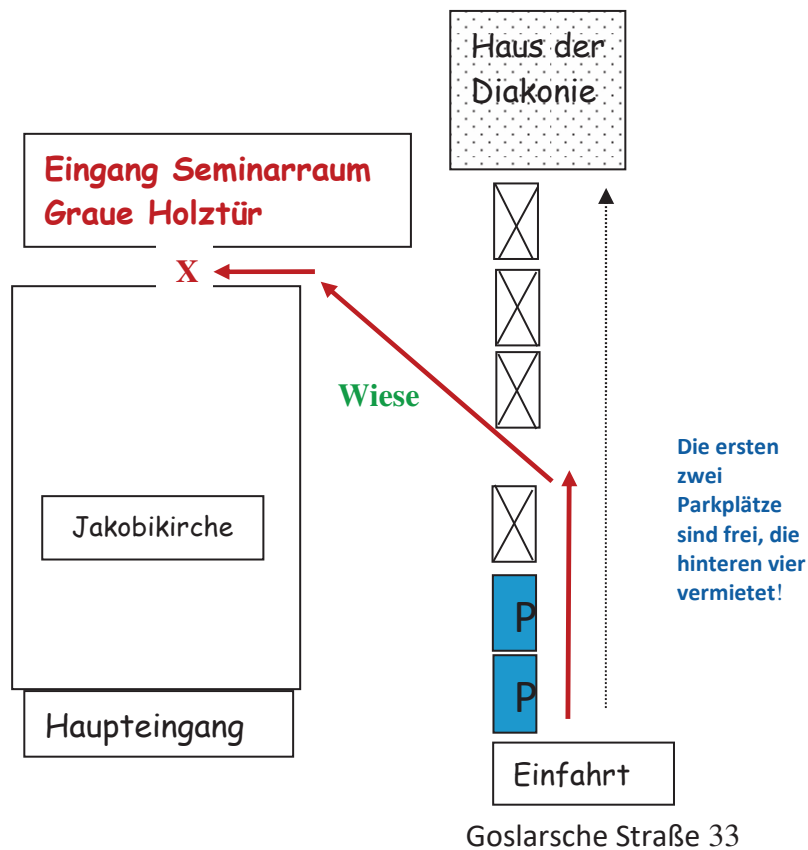 Haus der
Diakonie
Eingang Seminarraum
Graue Holztür
X
Wiese
Die ersten
zwei
Parkplätze
sind frei, die
hinteren vier
vermietet!
Jakobikirche
P
P
Haupteingang
Einfahrt
Goslarsche Straße 33